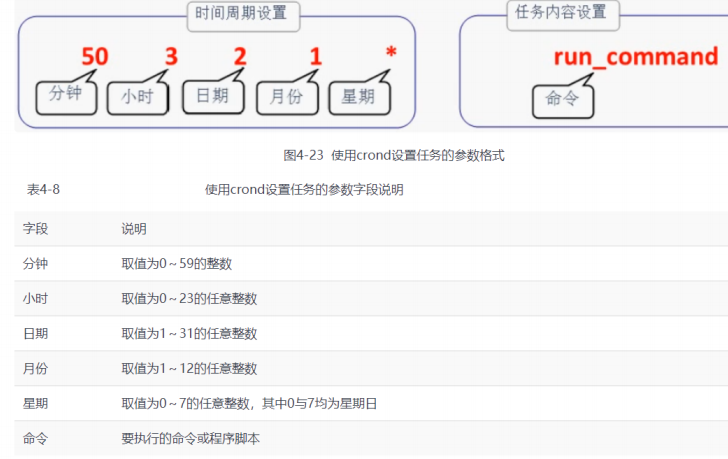 时间周期设置 任务内容设置
50 3 2 1 * run_command
分钟 小时 日期 月份 星期 命令
图4-23 使用crond设置任务的参数格式
表4-8 使用crond设置任务的参数字段说明
字段 说明
分钟 取值为0～59的整数
小时 取值为0～23的任意整数
日期 取值为1～31的任意整数
月份 取值为1～12的任意整数
星期 取值为0～7的任意整数，其中0与7均为星期日
命令 要执行的命令或程序脚本